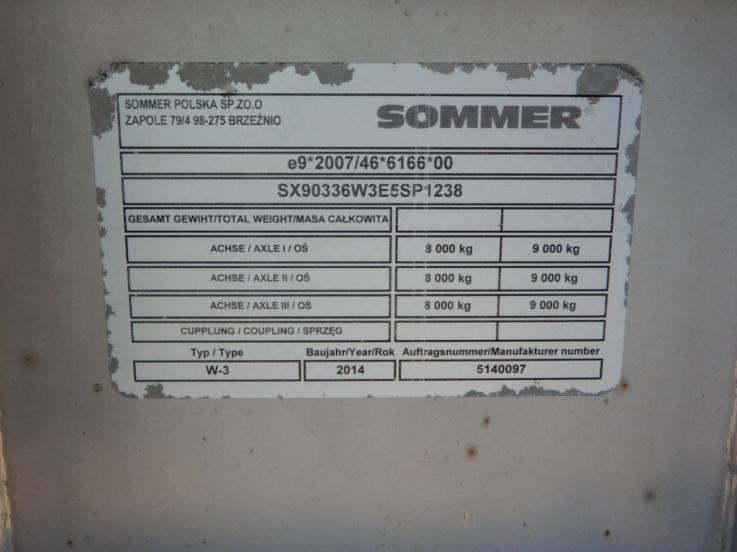 SOMMER POLSKA SP.ZO.O
ZAPOLE 79/4 98-275 BRZEŹNIO
SOMMER®
e9*2007/46*6166*00
SX90336W3E5SP1238
GESAMT GEWIHT/TOTAL WEIGHT/MASA CAŁKOWITA
ACHSE / AXLE I / OŚ 8 000 kg 9 000 kg
ACHSE / AXLE II / OŚ 8 000 kg 9 000 kg
ACHSE / AXLE III / OŚ 8 000 kg 9 000 kg
CUPPLUNG / COUPLING / SPRZĘG
Typ / Type Baujahr/Year/Rok Auftragsnummer/Manufakturer number
W-3 2014 5140097